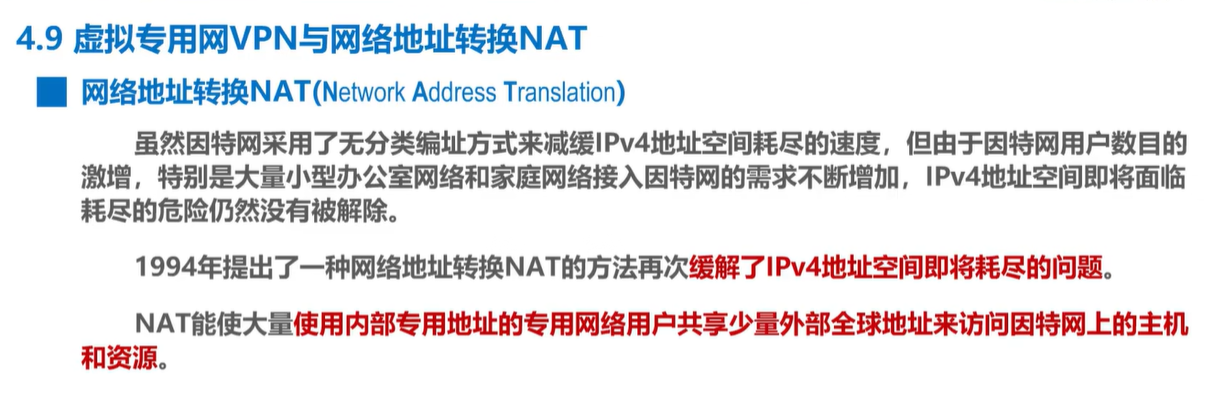 4.9 虚拟专用网VPN与网络地址转换NAT
网络地址转换NAT(Network Address Translation)
虽然因特网采用了无分类编址方式来减缓IPv4地址空间耗尽的速度，但由于因特网用户数目的
激增，特别是大量小型办公室网络和家庭网络接入因特网的需求不断增加，IPv4地址空间即将面临
耗尽的危险仍然没有被解除。
1994年提出了一种网络地址转换NAT的方法再次缓解了IPv4地址空间即将耗尽的问题。
NAT能使大量使用内部专用地址的专用网络用户共享少量外部全球地址来访问因特网上的主机
和资源。